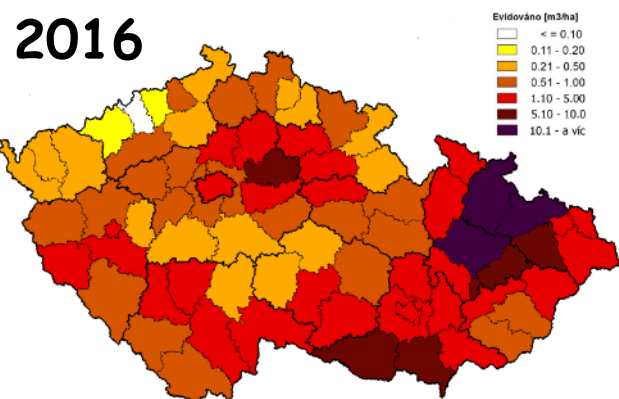 2016
Evidováno [m3/ha]
< = 0.10
0.11 - 0.20
0.21 - 0.50
0.51 - 1.00
1.10 - 5.00
5.10 - 10.0
10.1 - a víc